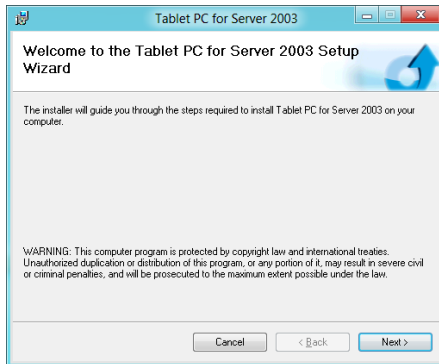 Tablet PC for Server 2003
Welcome to the Tablet PC for Server 2003 Setup
Wizard
The installer will guide you through the steps required to install Tablet PC for Server 2003 on your
computer.
WARNING: This computer program is protected by copyright law and international treaties.
Unauthorized duplication or distribution of this program, or any portion of it, may result in severe civil
or criminal penalties, and will be prosecuted to the maximum extent possible under the law.
Cancel < Back Next >